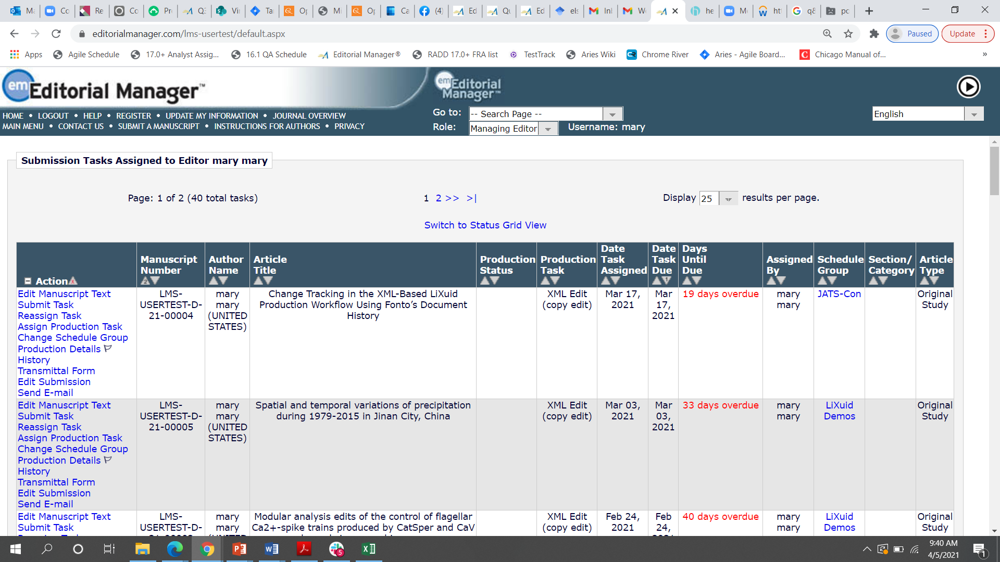 Ma
Co
Re
Co
Pr
Q3
Vir
Ta
Op
Mi
Op
Ca
(4)
Ed
Qu
Ed
els
Inl
We
he
Mo
ht
q8
pc
editorialmanager.com/lms-usertest/default.aspx
Paused
Update
Apps
Agile Schedule
17.0+ Analyst Assig...
16.1 QA Schedule
Editorial Manager®
RADD 17.0+ FRA list
TestTrack
Aries Wiki
Chrome River
Aries - Agile Board...
Chicago Manual of...
»
em Editorial Manager™
em Editorial
Manager™
HOME • LOGOUT • HELP • REGISTER • UPDATE MY INFORMATION • JOURNAL OVERVIEW
MAIN MENU • CONTACT US • SUBMIT A MANUSCRIPT • INSTRUCTIONS FOR AUTHORS • PRIVACY
Go to: -- Search Page --
Role: Managing Editor Username: mary
English
Submission Tasks Assigned to Editor mary mary
Page: 1 of 2 (40 total tasks)
1 2 >> >|
Display 25 results per page.
Switch to Status Grid View
Action
Manuscript
Number
Author
Name
Article
Title
Production
Status
Production
Task
Date
Task
Assigned
Date
Task
Due
Days
Until
Due
Assigned
By
Schedule
Group
Section/
Category
Article
Type
Edit Manuscript Text
Submit Task
Reassign Task
Assign Production Task
Change Schedule Group
Production Details
History
Transmittal Form
Edit Submission
Send E-mail
LMS-
USERTEST-D-
21-00004
mary
mary
(UNITED
STATES)
Change Tracking in the XML-Based LiXuid
Production Workflow Using Fonto’s Document
History
XML Edit
(copy edit)
Mar 17,
2021
Mar
17,
2021
19 days overdue
mary
mary
JATS-Con
Original
Study
Edit Manuscript Text
Submit Task
Reassign Task
Assign Production Task
Change Schedule Group
Production Details
History
Transmittal Form
Edit Submission
Send E-mail
LMS-
USERTEST-D-
21-00005
mary
mary
(UNITED
STATES)
Spatial and temporal variations of precipitation
during 1979-2015 in Jinan City, China
XML Edit
(copy edit)
Mar 03,
2021
Mar
03,
2021
33 days overdue
mary
mary
LiXuid
Demos
Original
Study
Edit Manuscript Text
Submit Task
LMS-
USERTEST-D-
mary
mary
Modular analysis edits of the control of flagellar
Ca2+-spike trains produced by CatSper and CaV
XML Edit
(copy edit)
Feb 24,
2021
Feb
24,
40 days overdue
mary
mary
LiXuid
Demos
Original
Study
5
9:40 AM
4/5/2021
1